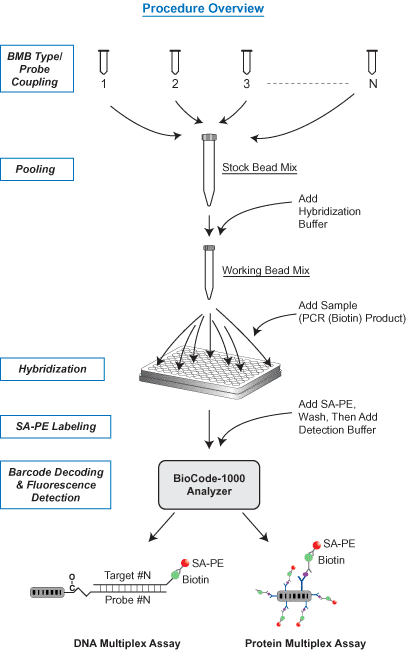 Procedure Overview
BMB Type/
Probe
Coupling
1 2 3 N
Pooling
Stock Bead Mix
Add
Hybridization
Buffer
Working Bead Mix
Add Sample
(PCR (Biotin) Product)
Hybridization
Add SA-PE,
Wash, Then Add
Detection Buffer
SA-PE Labeling
Barcode Decoding
& Fluorescence
Detection
BioCode-1000
Analyzer
SA-PE
Biotin
Target #N
O
C
Probe #N
DNA Multiplex Assay
SA-PE
Biotin
Protein Multiplex Assay